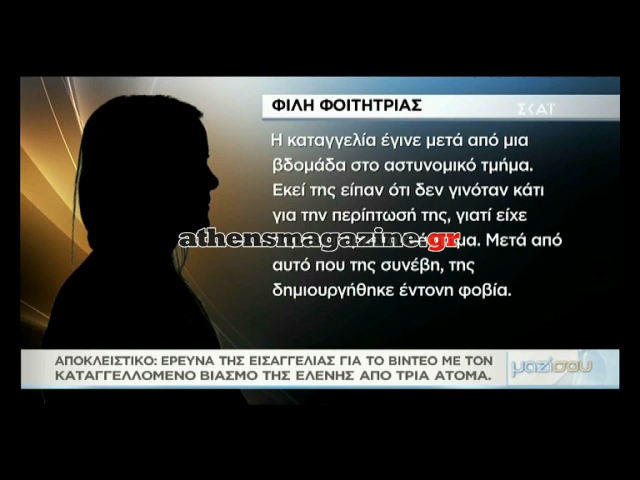 ΦΙΛΗ ΦΟΙΤΗΤΡΙΑΣ
ΣΚΑΪ
Η καταγγελία έγινε μετά από μια
βδομάδα στο αστυνομικό τμήμα.
Εκεί της είπαν ότι δεν γινόταν κάτι
για την περίπτωσή της, γιατί είχε
athensmagazine.gr
Μετά από
αυτό που της συνέβη, της
δημιουργήθηκε έντονη φοβία.
ΑΠΟΚΛΕΙΣΤΙΚΟ: ΕΡΕΥΝΑ ΤΗΣ ΕΙΣΑΓΓΕΛΙΑΣ ΓΙΑ ΤΟ ΒΙΝΤΕΟ ΜΕ ΤΟΝ
ΚΑΤΑΓΓΕΛΛΟΜΕΝΟ ΒΙΑΣΜΟ ΤΗΣ ΕΛΕΝΗΣ ΑΠΟ ΤΡΙΑ ΑΤΟΜΑ.
μαζί σου